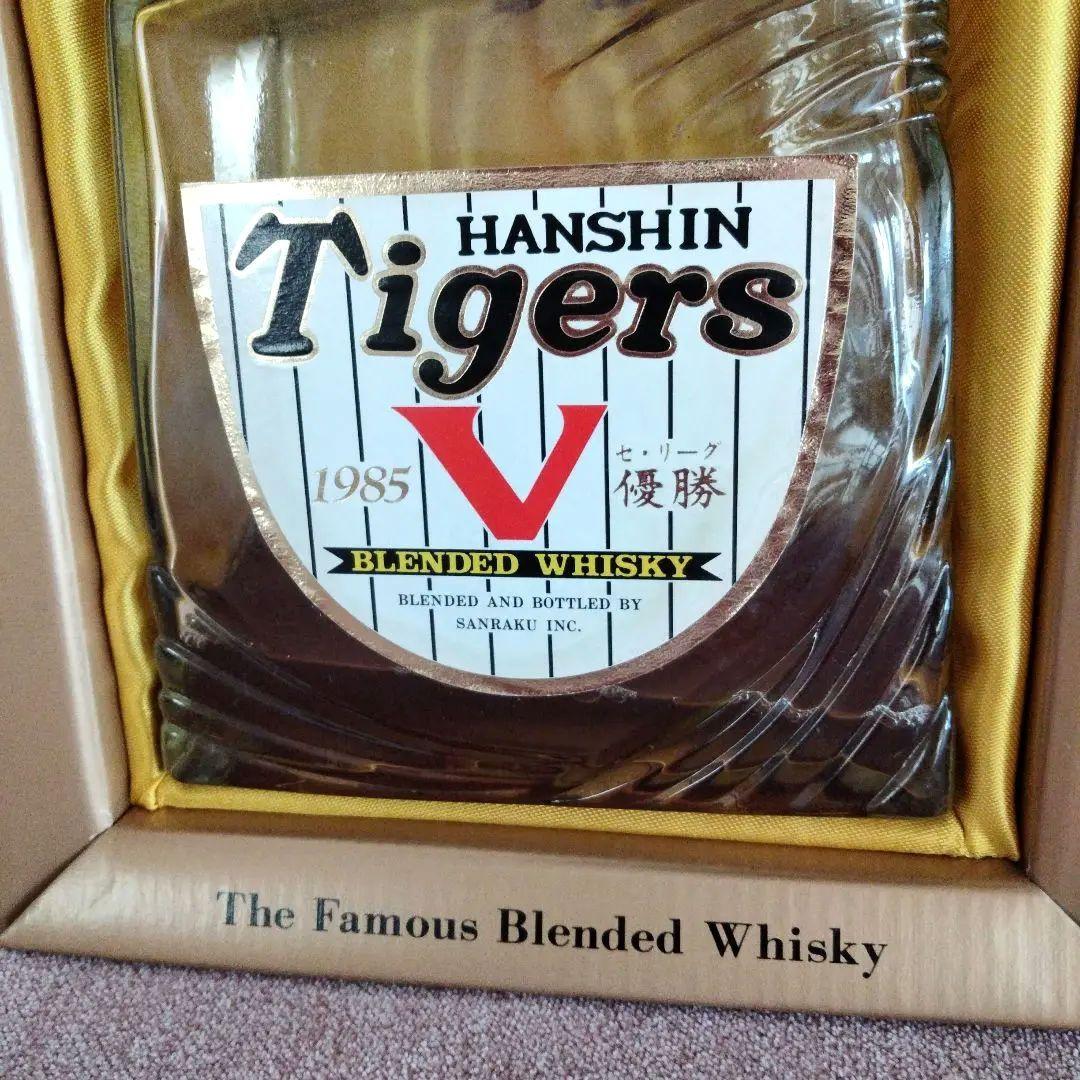 HANSHIN
Tigers
V
1985
セ・リーグ
優勝
BLENDED WHISKY
BLENDED AND BOTTLED BY
SANRAKU INC.
The Famous Blended Whisky